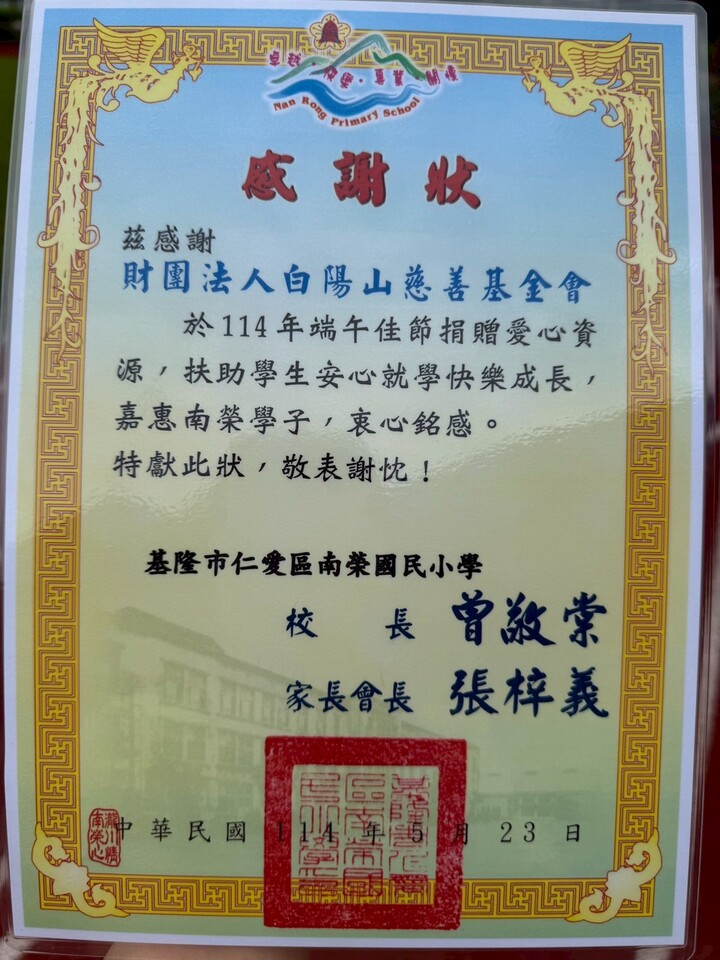 卓越
Nan Rong Primary School
感謝狀
茲感謝
財團法人白陽山慈善基金會
於114年端午佳節捐贈愛心資
源，扶助學生安心就學快樂成長，
嘉惠南榮學子，衷心銘感。
特獻此狀，敬表謝忱！
基隆市仁愛區南榮國民小學
校 長 曾敬棠
家長會長 張梓義
中華民國 114 年 5 月 23 日